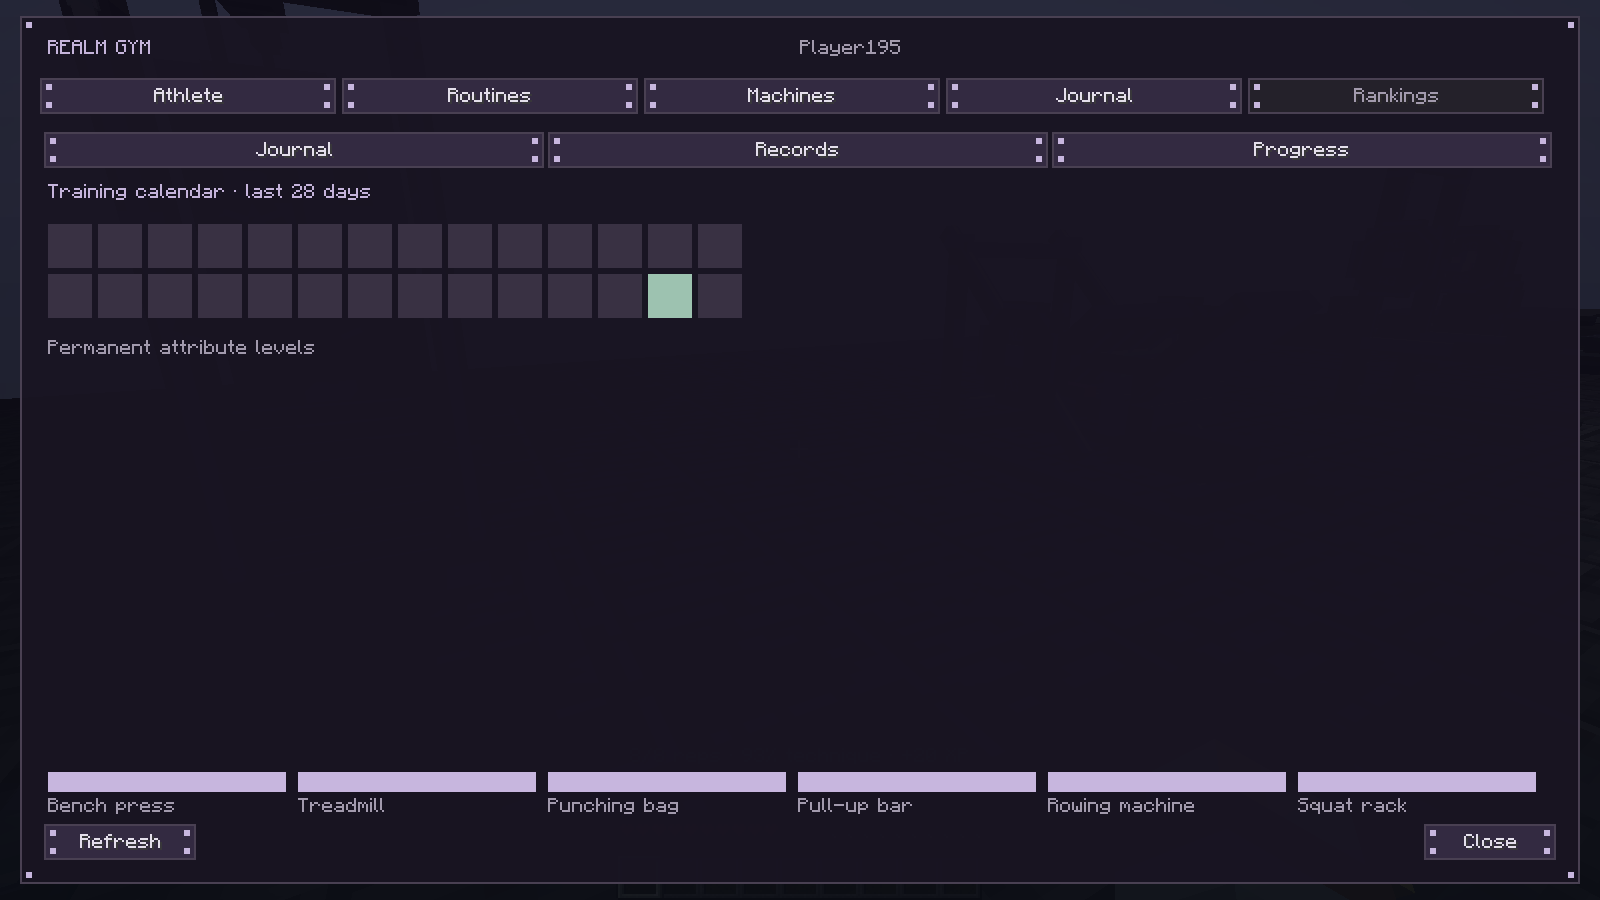 REALM GYM
Player195
Athlete
Routines
Machines
Journal
Rankings
Journal
Records
Progress
Training calendar · last 28 days
Permanent attribute levels
Bench press
Treadmill
Punching bag
Pull-up bar
Rowing machine
Squat rack
Refresh
Close